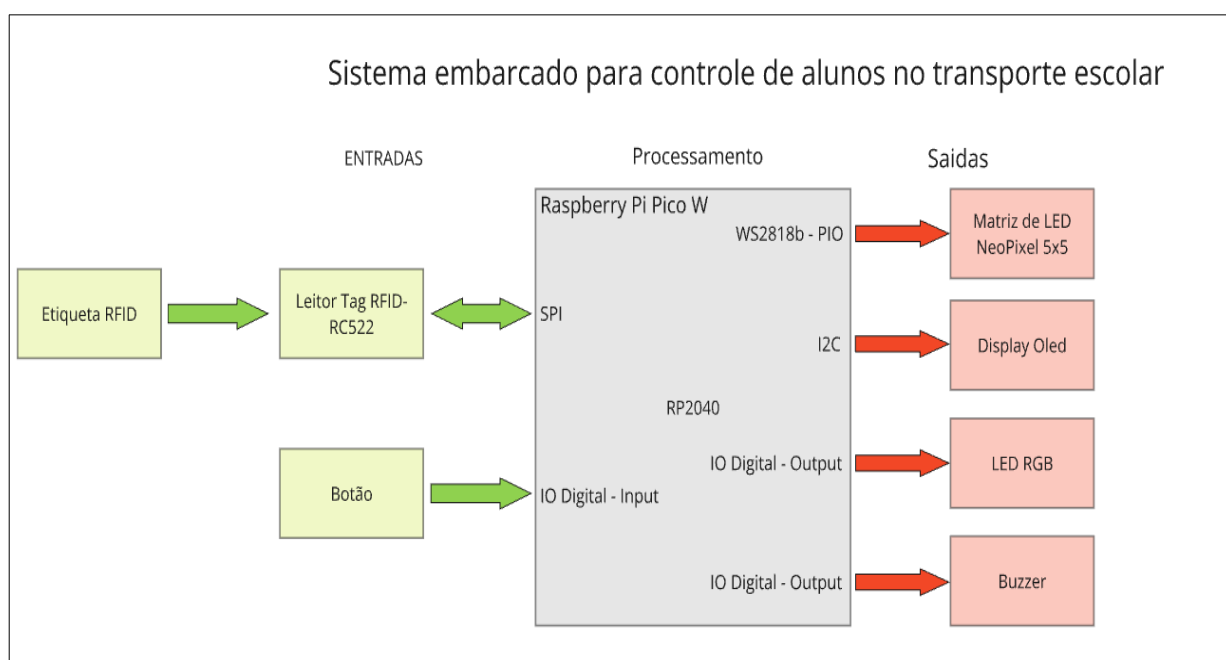 Sistema embarcado para controle de alunos no transporte escolar
ENTRADAS
Processamento
Saidas
Etiqueta RFID
Leitor Tag RFID-
RC522
Botão
Raspberry Pi Pico W
WS2818b - PIO
SPI
I2C
RP2040
IO Digital - Output
IO Digital - Input
IO Digital - Output
Matriz de LED
NeoPixel 5x5
Display Oled
LED RGB
Buzzer